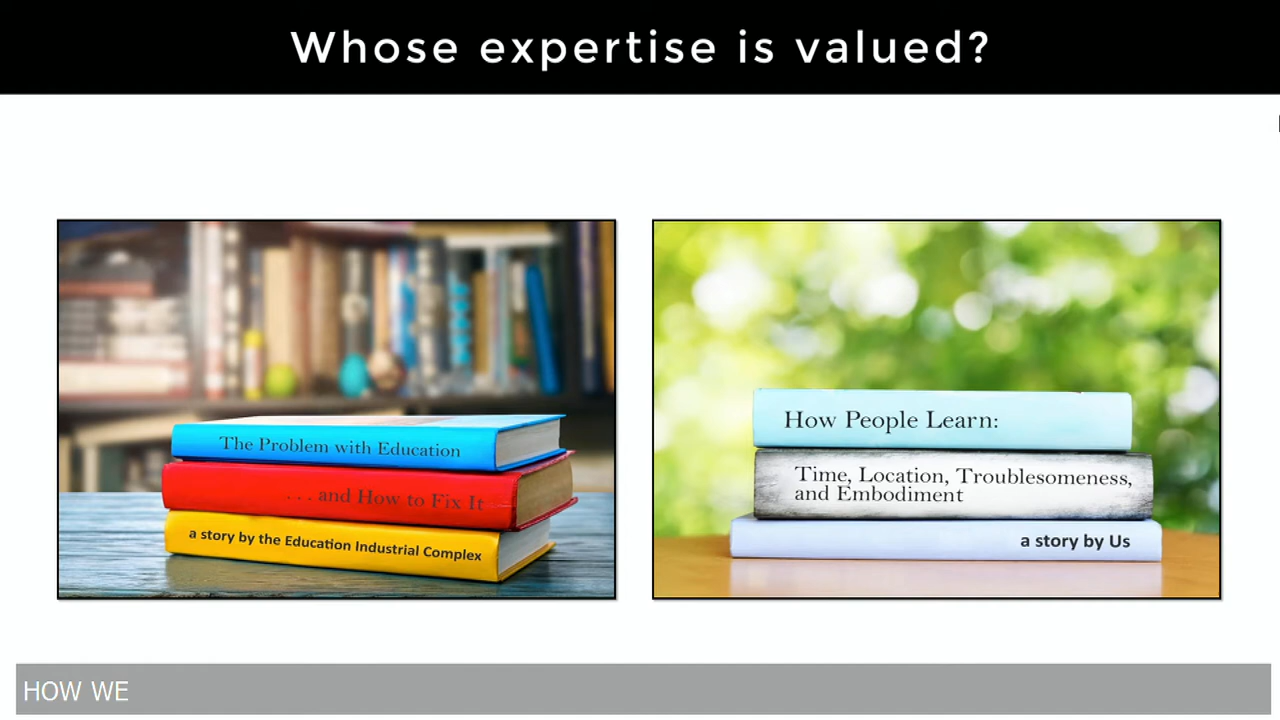 Whose expertise is valued?
The Problem with Education
. . . and How to Fix It
a story by the Education Industrial Complex
How People Learn:
Time, Location, Troublesomeness,
and Embodiment
a story by Us
HOW WE